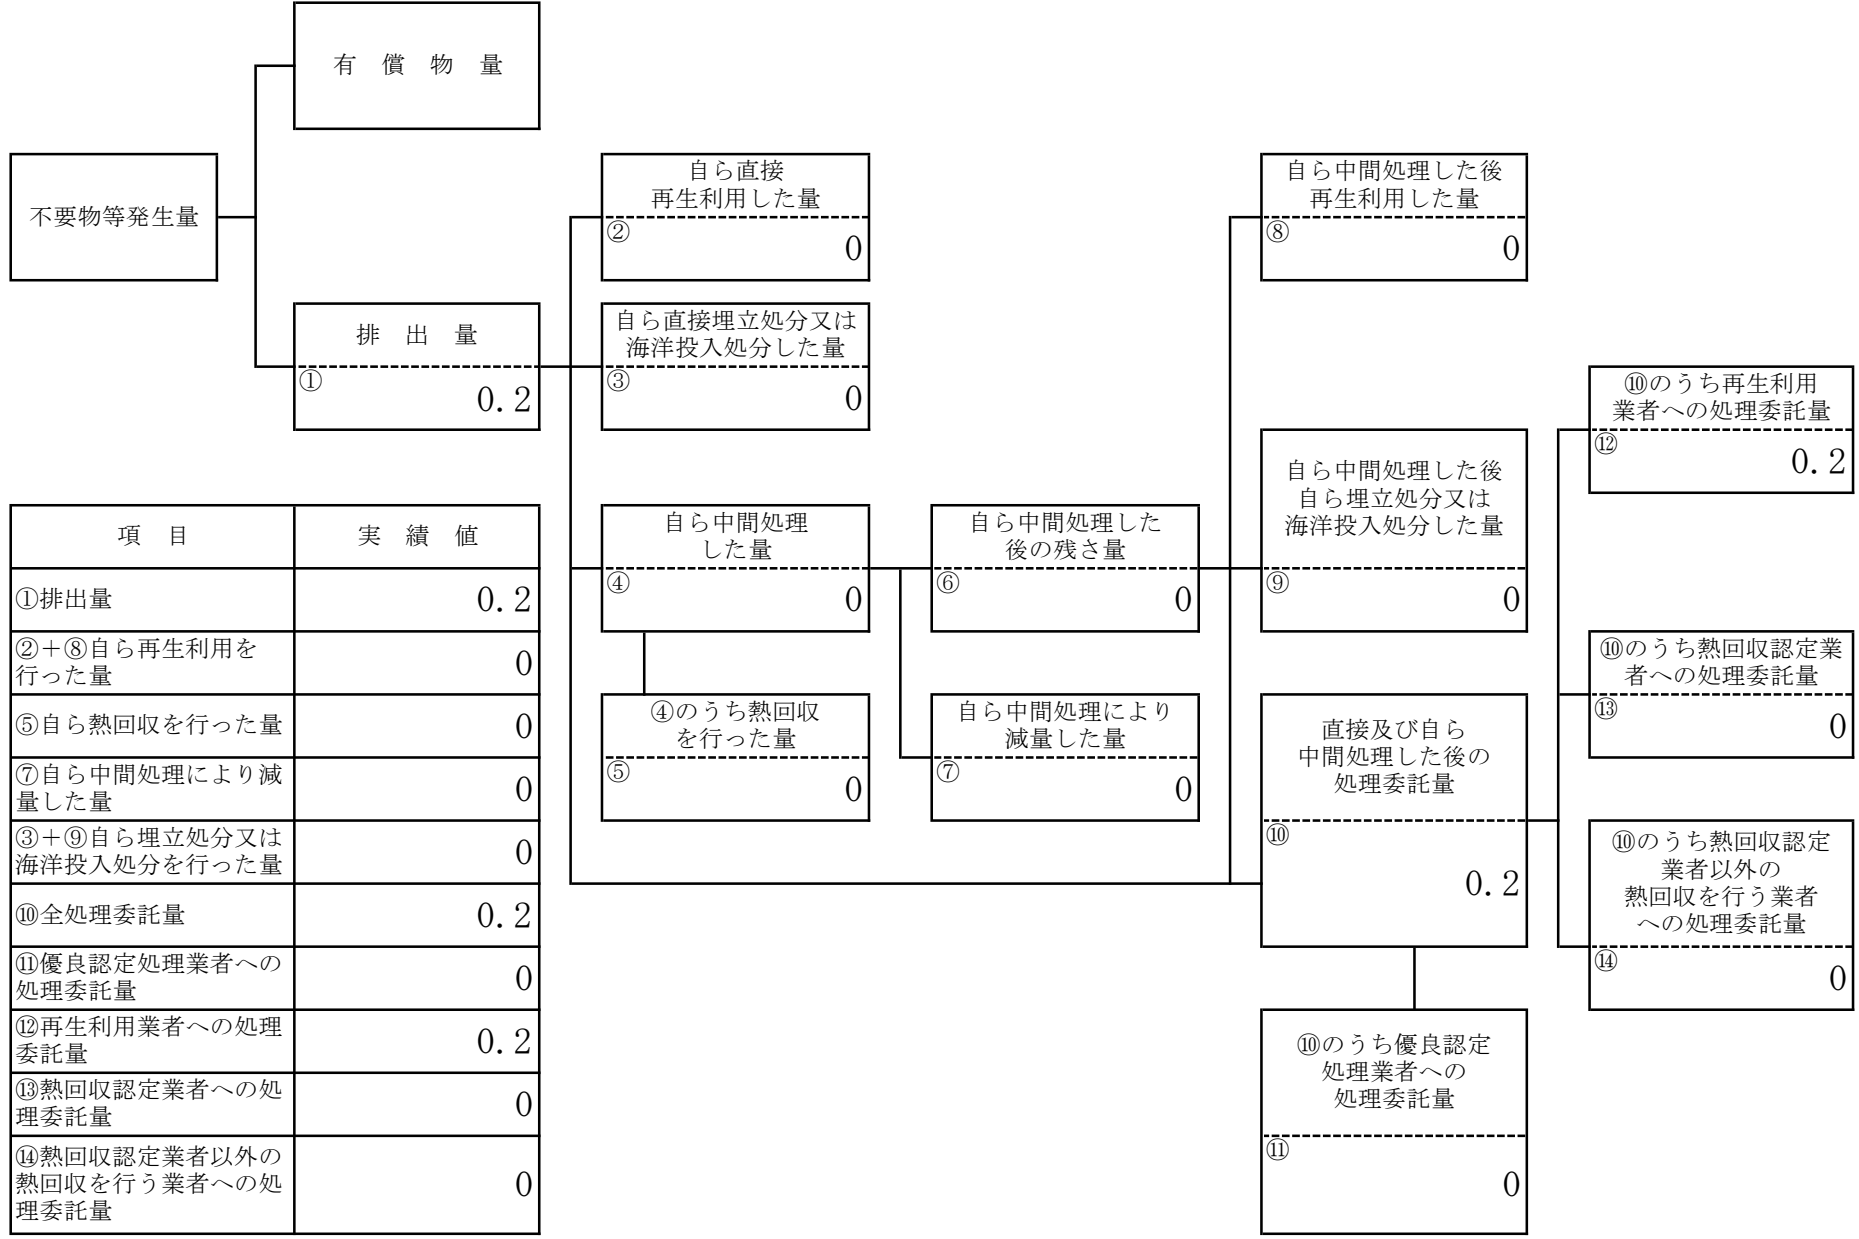 有　償　物　量
不要物等発生量
排　出　量
①
0.2
自ら直接
再生利用した量
②
0
自ら直接埋立処分又は
海洋投入処分した量
③
0
自ら中間処理
した量
④
0
④のうち熱回収
を行った量
⑤
0
自ら中間処理した
後の残さ量
⑥
0
自ら中間処理により
減量した量
⑦
0
自ら中間処理した後
再生利用した量
⑧
0
自ら中間処理した後
自ら埋立処分又は
海洋投入処分した量
⑨
0
直接及び自ら
中間処理した後の
処理委託量
⑩
0.2
⑩のうち優良認定
処理業者への
処理委託量
⑪
0
⑩のうち再生利用
業者への処理委託量
⑫
0.2
⑩のうち熱回収認定業
者への処理委託量
⑬
0
⑩のうち熱回収認定
業者以外の
熱回収を行う業者
への処理委託量
⑭
0
項　目
実　績　値
①排出量
0.2
②＋⑧自ら再生利用を
行った量
0
⑤自ら熱回収を行った量
0
⑦自ら中間処理により減
量した量
0
③＋⑨自ら埋立処分又は
海洋投入処分を行った量
0
⑩全処理委託量
0.2
⑪優良認定処理業者への
処理委託量
0
⑫再生利用業者への処理
委託量
0.2
⑬熱回収認定業者への処
理委託量
0
⑭熱回収認定業者以外の
熱回収を行う業者への処
理委託量
0